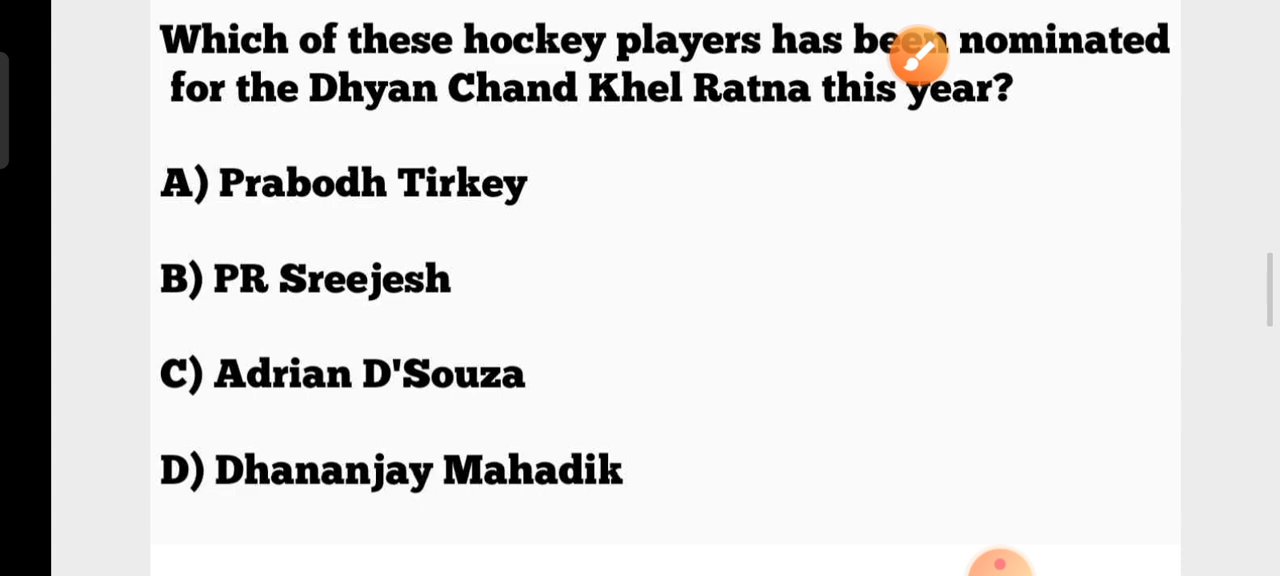 Which of these hockey players has been nominated
for the Dhyan Chand Khel Ratna this year?
A) Prabodh Tirkey
B) PR Sreejesh
C) Adrian D'Souza
D) Dhananjay Mahadik